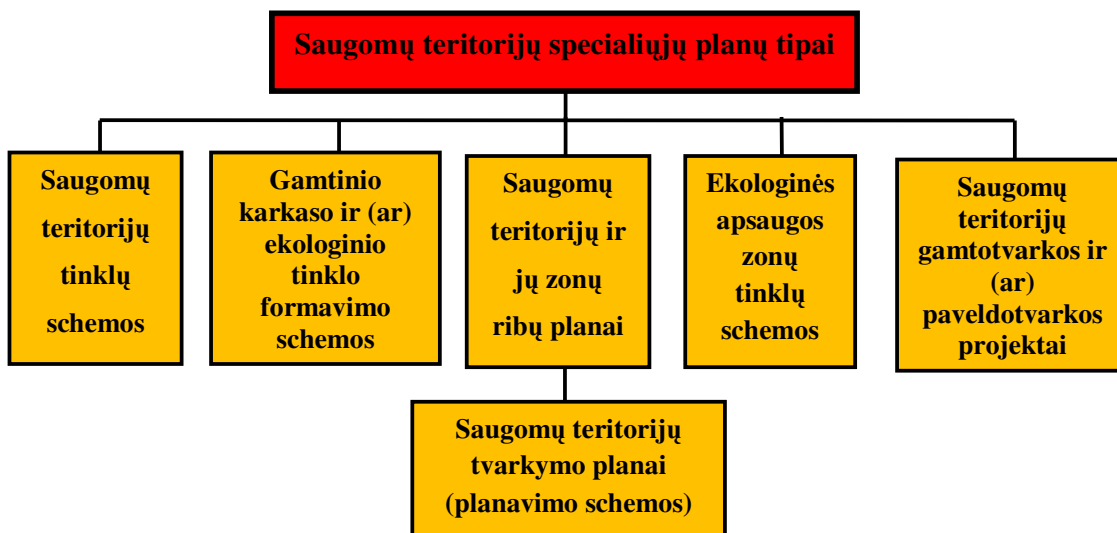 Saugomų teritorijų specialiųjų planų tipai
Saugomų
teritorijų
tinklų
schemos
Gamtinio
karkaso ir (ar)
ekologinio
tinklo
formavimo
schemos
Saugomų
teritorijų ir
jų zonų
ribų planai
Ekologinės
apsaugos
zonų
tinklų
schemos
Saugomų
teritorijų
gamtotvarkos ir
(ar)
paveldotvarkos
projektai
Saugomų teritorijų
tvarkymo planai
(planavimo schemos)